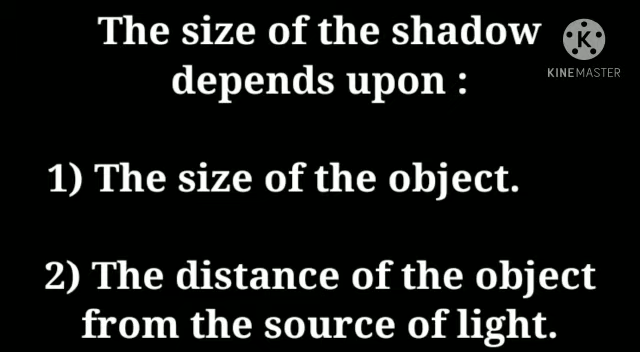 The size of the shadow
depends upon :
K
KINEMASTER
1) The size of the object.
2) The distance of the object
from the source of light.